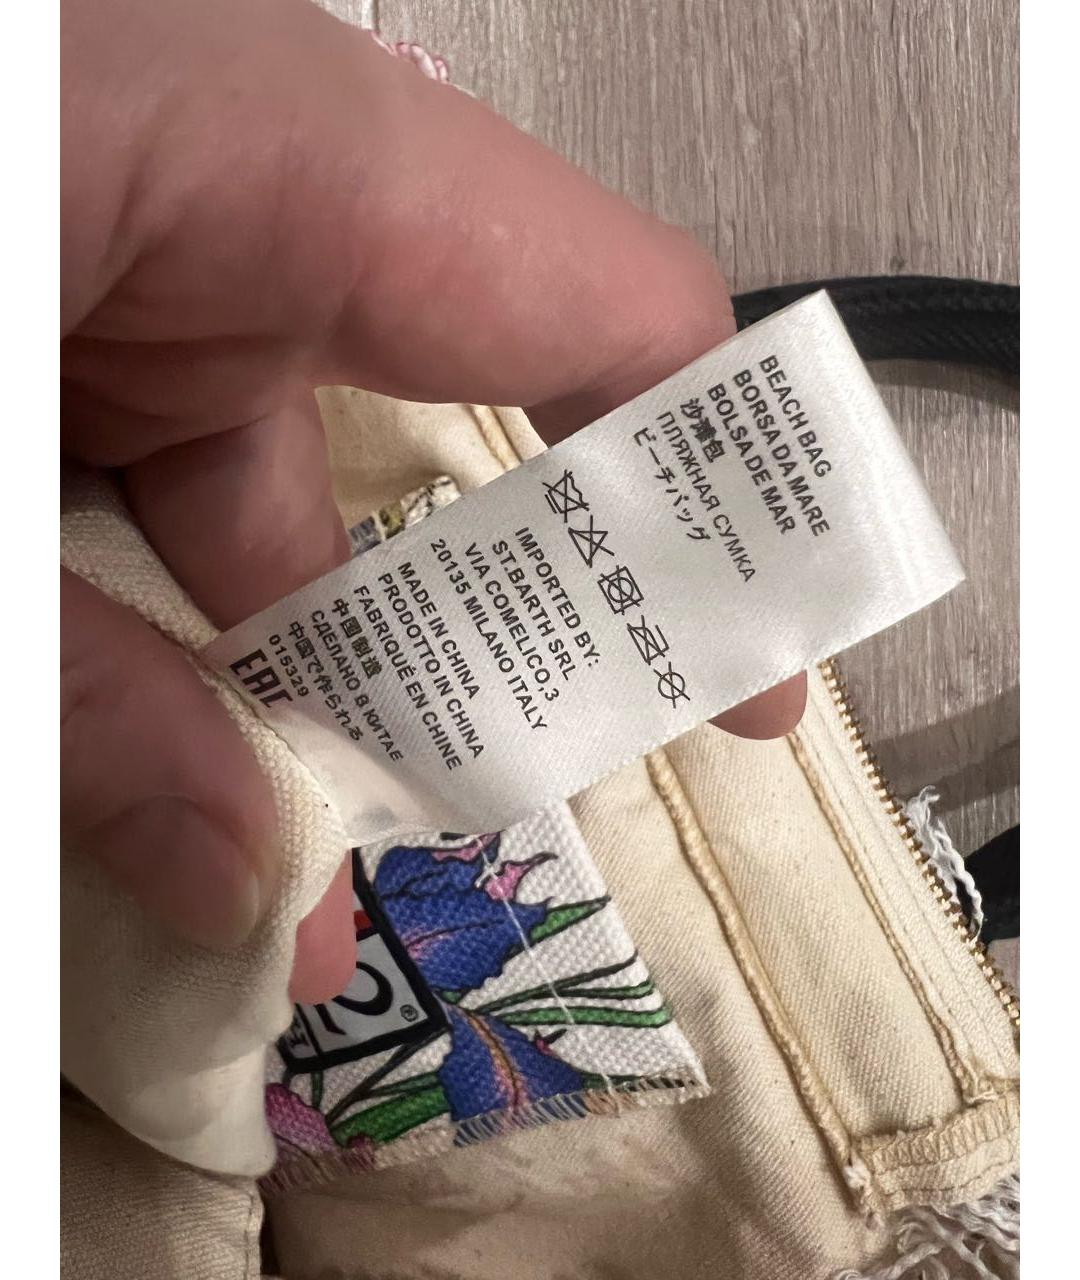 BEACH BAG
BORSA DA MARE
BOLSA DE MAR
沙滩包
ПЛЯЖНАЯ СУМКА
ビーチバッグ
IMPORTED BY:
ST.BARTH SRL
VIA COMELICO,3
20135 MILANO ITALY
MADE IN CHINA
PRODOTTO IN CHINA
FABRIQUÉ EN CHINE
中国制造
СДЕЛАНО В КИТАЕ
中国で作られる
015329
EAC
2
®